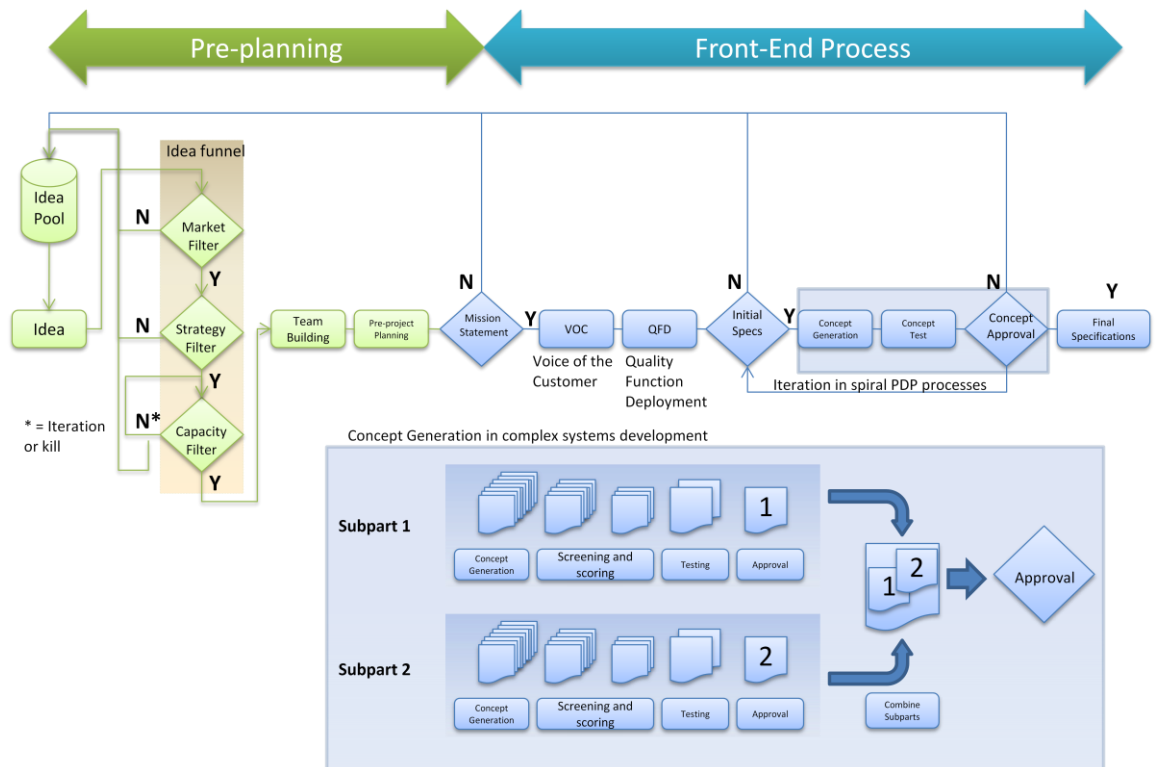 Pre-planning
Front-End Process
Idea funnel
Idea
Pool
N
Market
Filter
Y
Idea
N
Strategy
Filter
Y
N*
Capacity
Filter
Y
* = Iteration
or kill
Team
Building
Pre-project
Planning
N
Mission
Statement
Y
VOC
Voice of the
Customer
QFD
Quality
Function
Deployment
N
Initial
Specs
Y
Concept
Generation
Concept
Test
N
Concept
Approval
Y
Final
Specifications
Iteration in spiral PDP processes
Concept Generation in complex systems development
Subpart 1
1
Concept
Generation
Screening and
scoring
Testing
Approval
Subpart 2
2
Concept
Generation
Screening and
scoring
Testing
Approval
1
2
Combine
Subparts
Approval